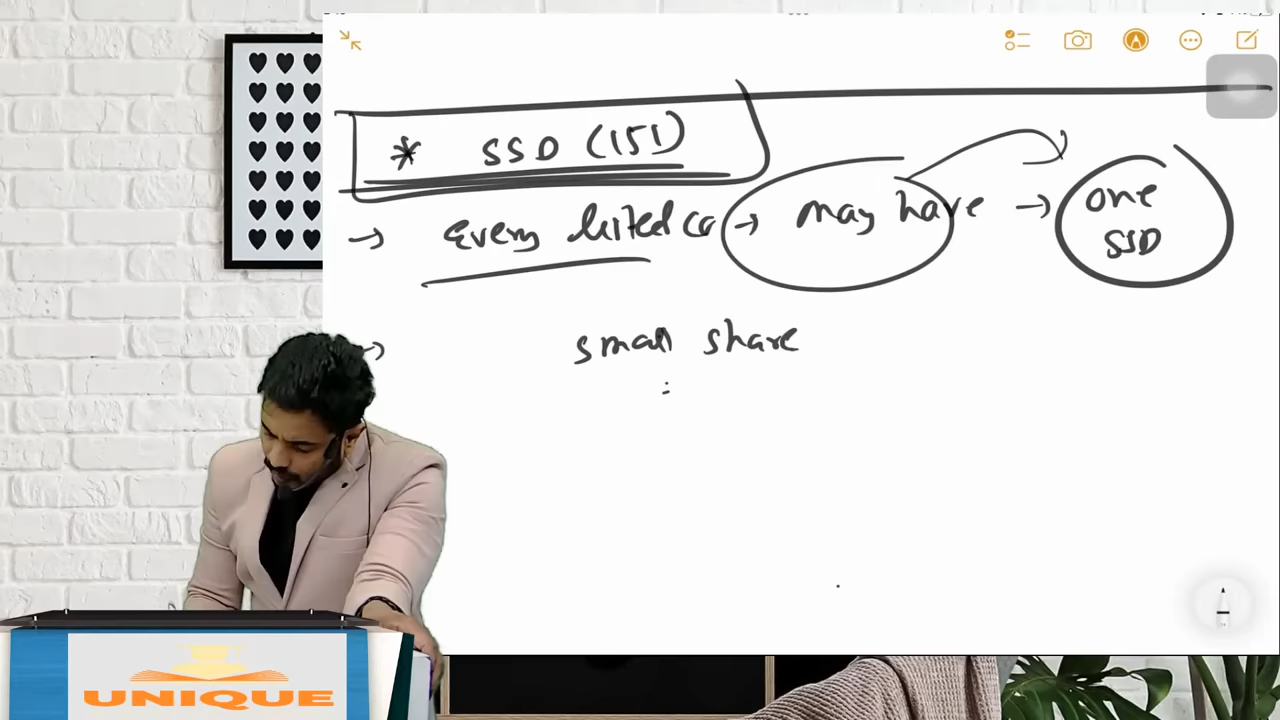 * SSD (151)
→ Every listed co → may have → one SSD
→ small share
:
UNIQUE